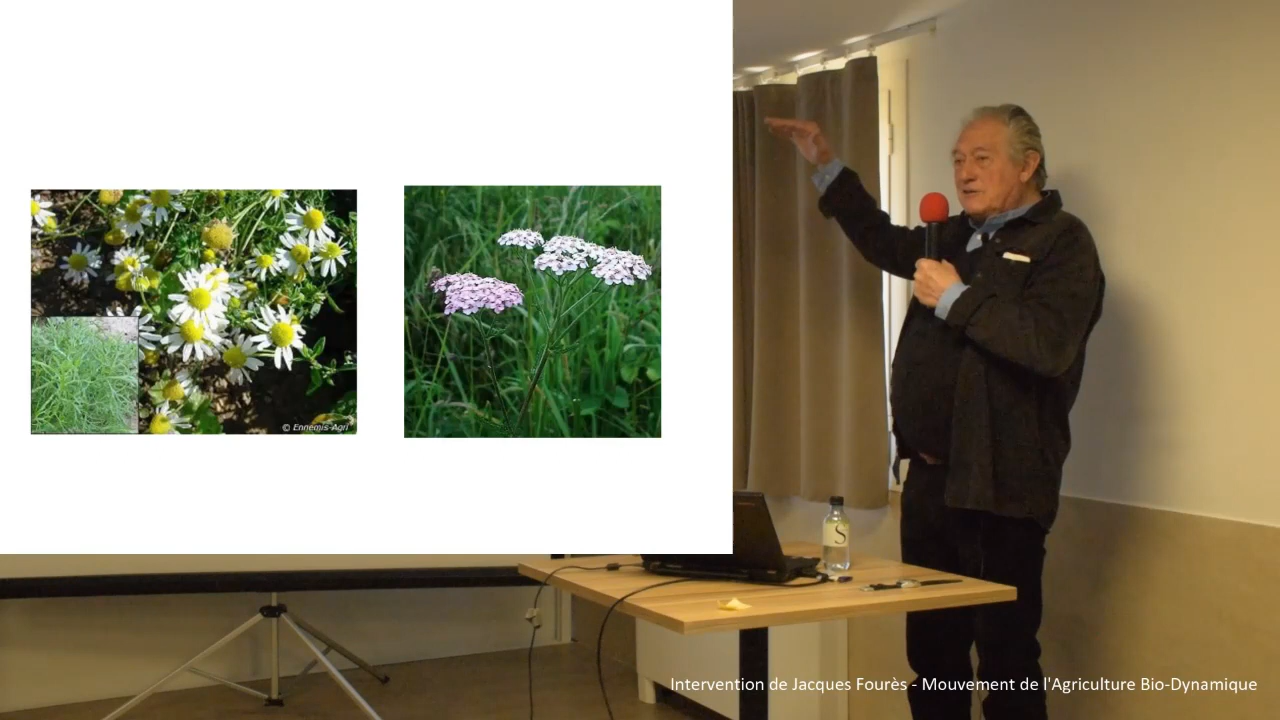 © Ennemis-Agri
S
Intervention de Jacques Fourès - Mouvement de l'Agriculture Bio-Dynamique